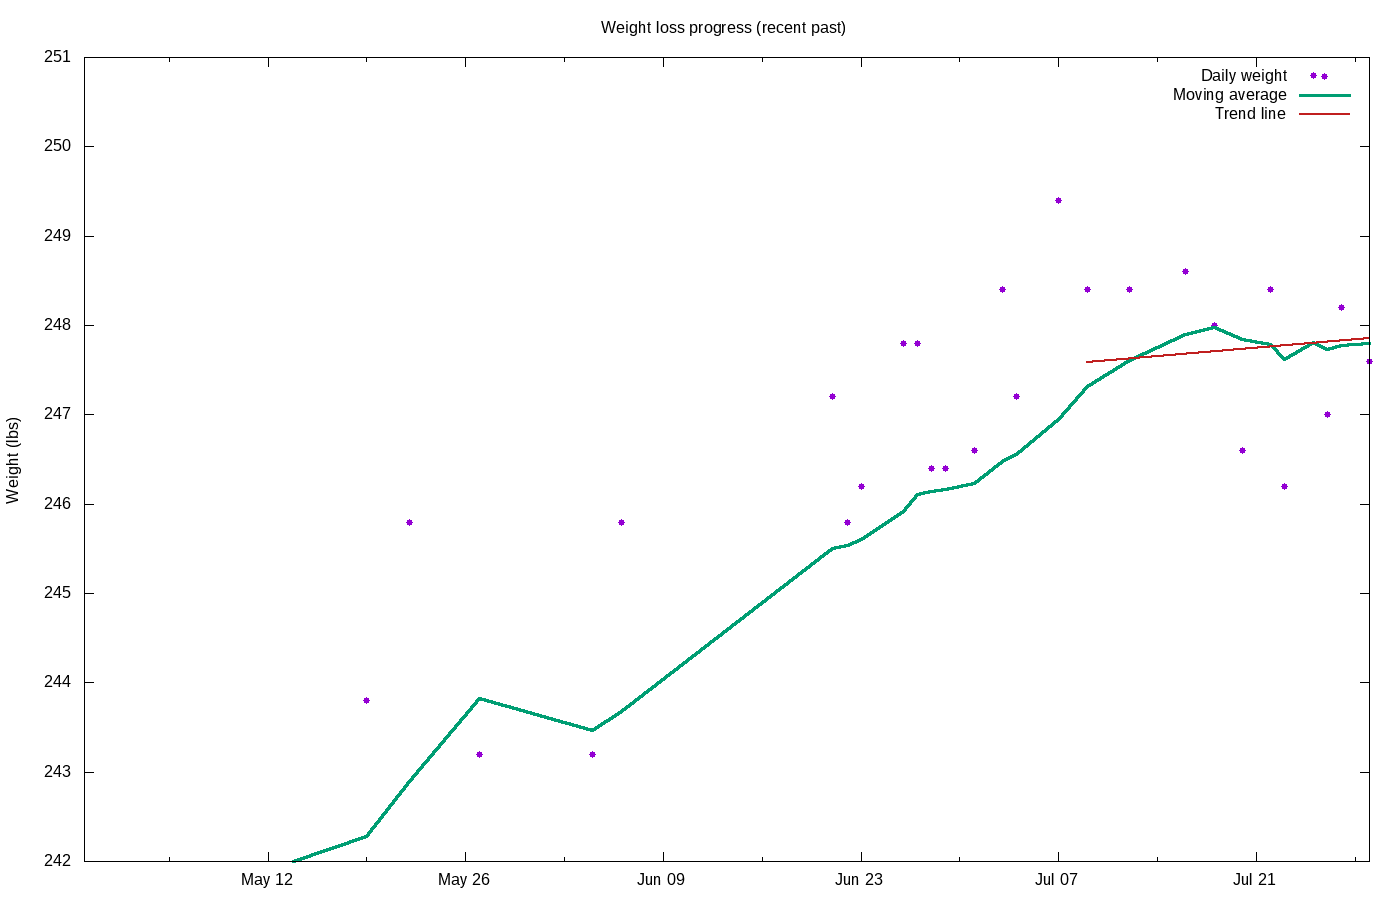 Weight loss progress (recent past)
251
250
249
248
247
246
245
244
243
242
Weight (lbs)
Daily weight
Moving average
Trend line
May 12
May 26
Jun 09
Jun 23
Jul 07
Jul 21